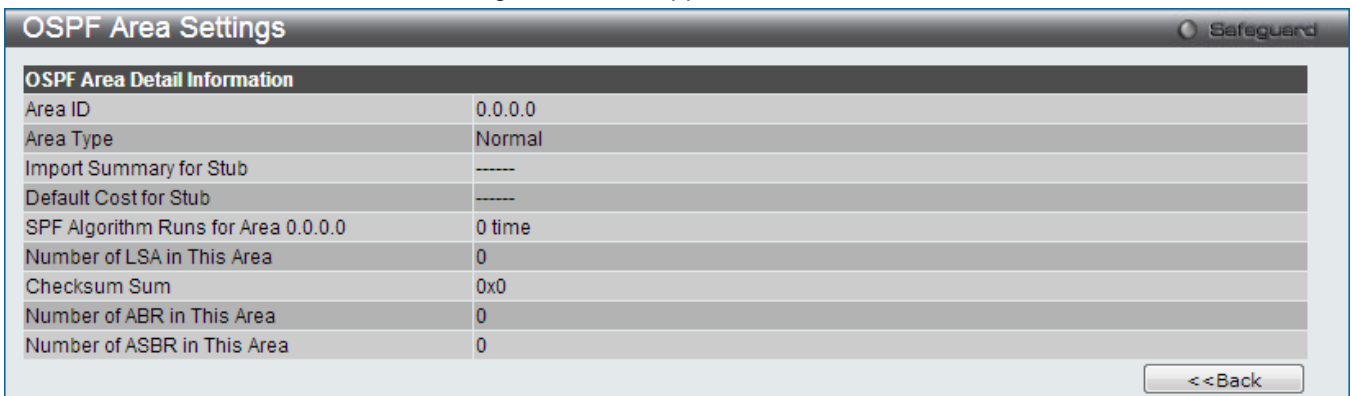 OSPF Area Settings
Safeguard
OSPF Area Detail Information
Area ID 0.0.0.0
Area Type Normal
Import Summary for Stub ------
Default Cost for Stub ------
SPF Algorithm Runs for Area 0.0.0.0 0 time
Number of LSA in This Area 0
Checksum Sum 0x0
Number of ABR in This Area 0
Number of ASBR in This Area 0
<<Back